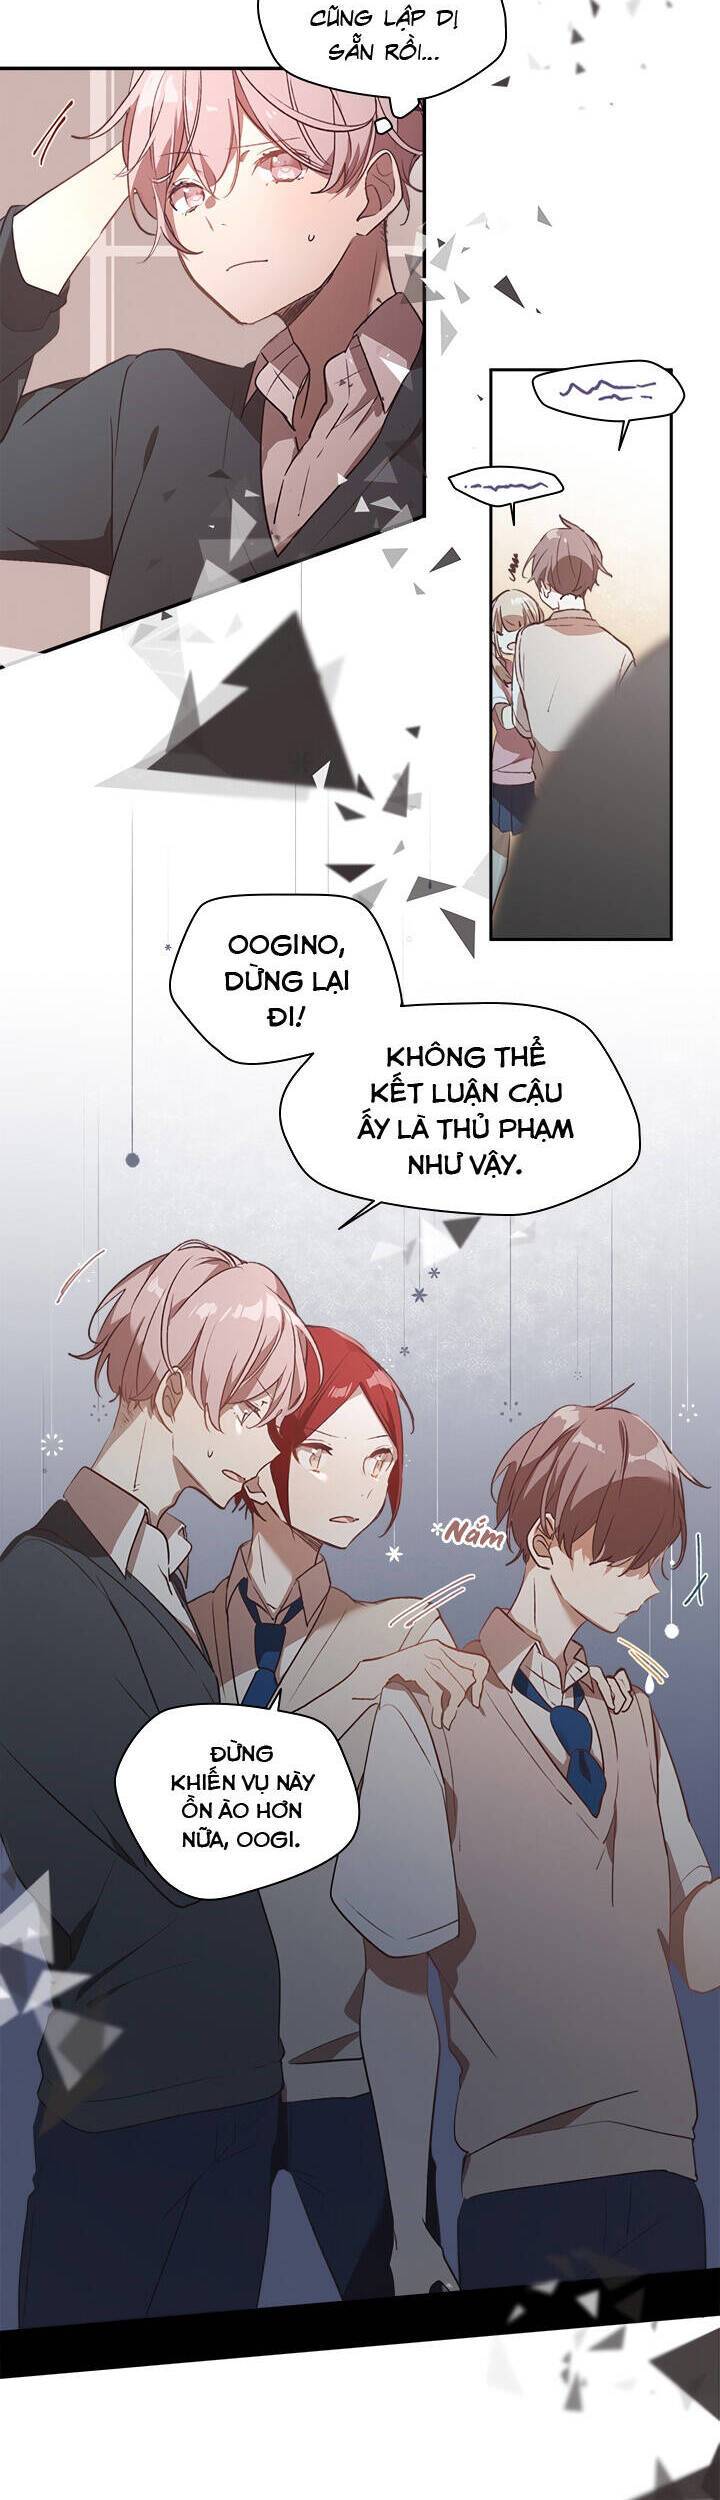 CŨNG LẬP DỊ
SẴN RỒI...
OOGINO,
DỪNG LẠI
ĐI!
KHÔNG THỂ
KẾT LUẬN CẬU
ẤY LÀ THỦ PHẠM
NHƯ VẬY.
Nắm
ĐỪNG
KHIẾN VỤ NÀY
ỒN ÀO HƠN
NỮA, OOGI.